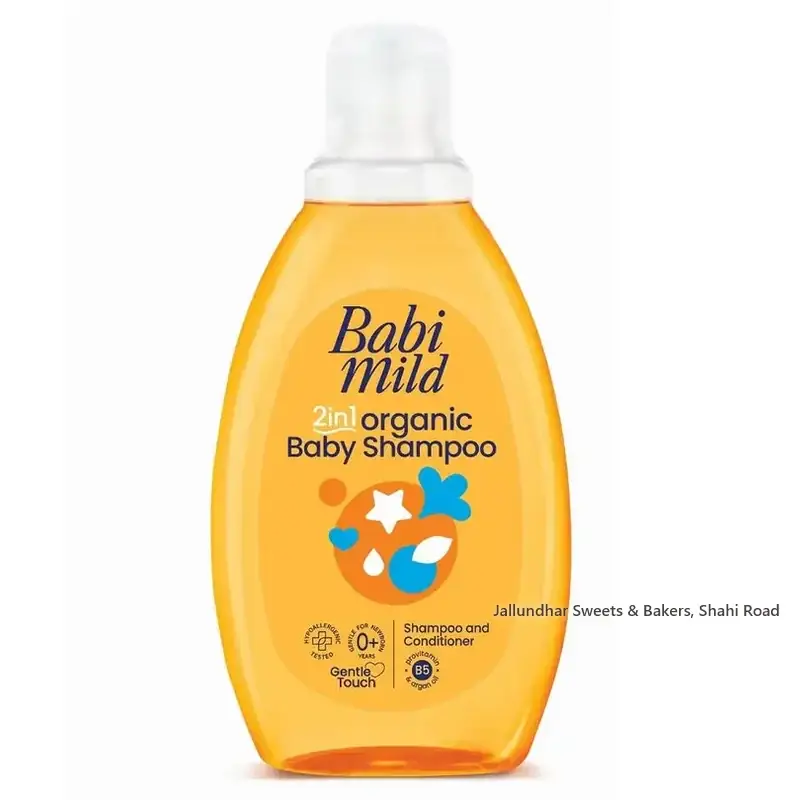 Babi
mild
2in1 organic
Baby Shampoo
HYPOALLERGENIC
TESTED
GENTLE FOR NEWBORN
0+
YEARS
Gentle
Touch
Shampoo and
Conditioner
provitamin
B5
& argan oil
Jallundhar Sweets & Bakers, Shahi Road